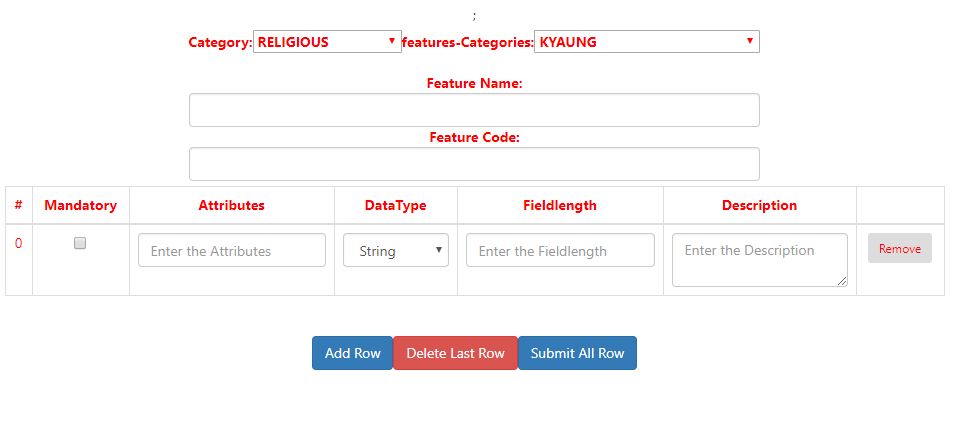 ;
Category: RELIGIOUS features-Categories: KYAUNG
Feature Name:
Feature Code:
# Mandatory Attributes DataType Fieldlength Description
0 Enter the Attributes String Enter the Fieldlength Enter the Description Remove
Add Row Delete Last Row Submit All Row